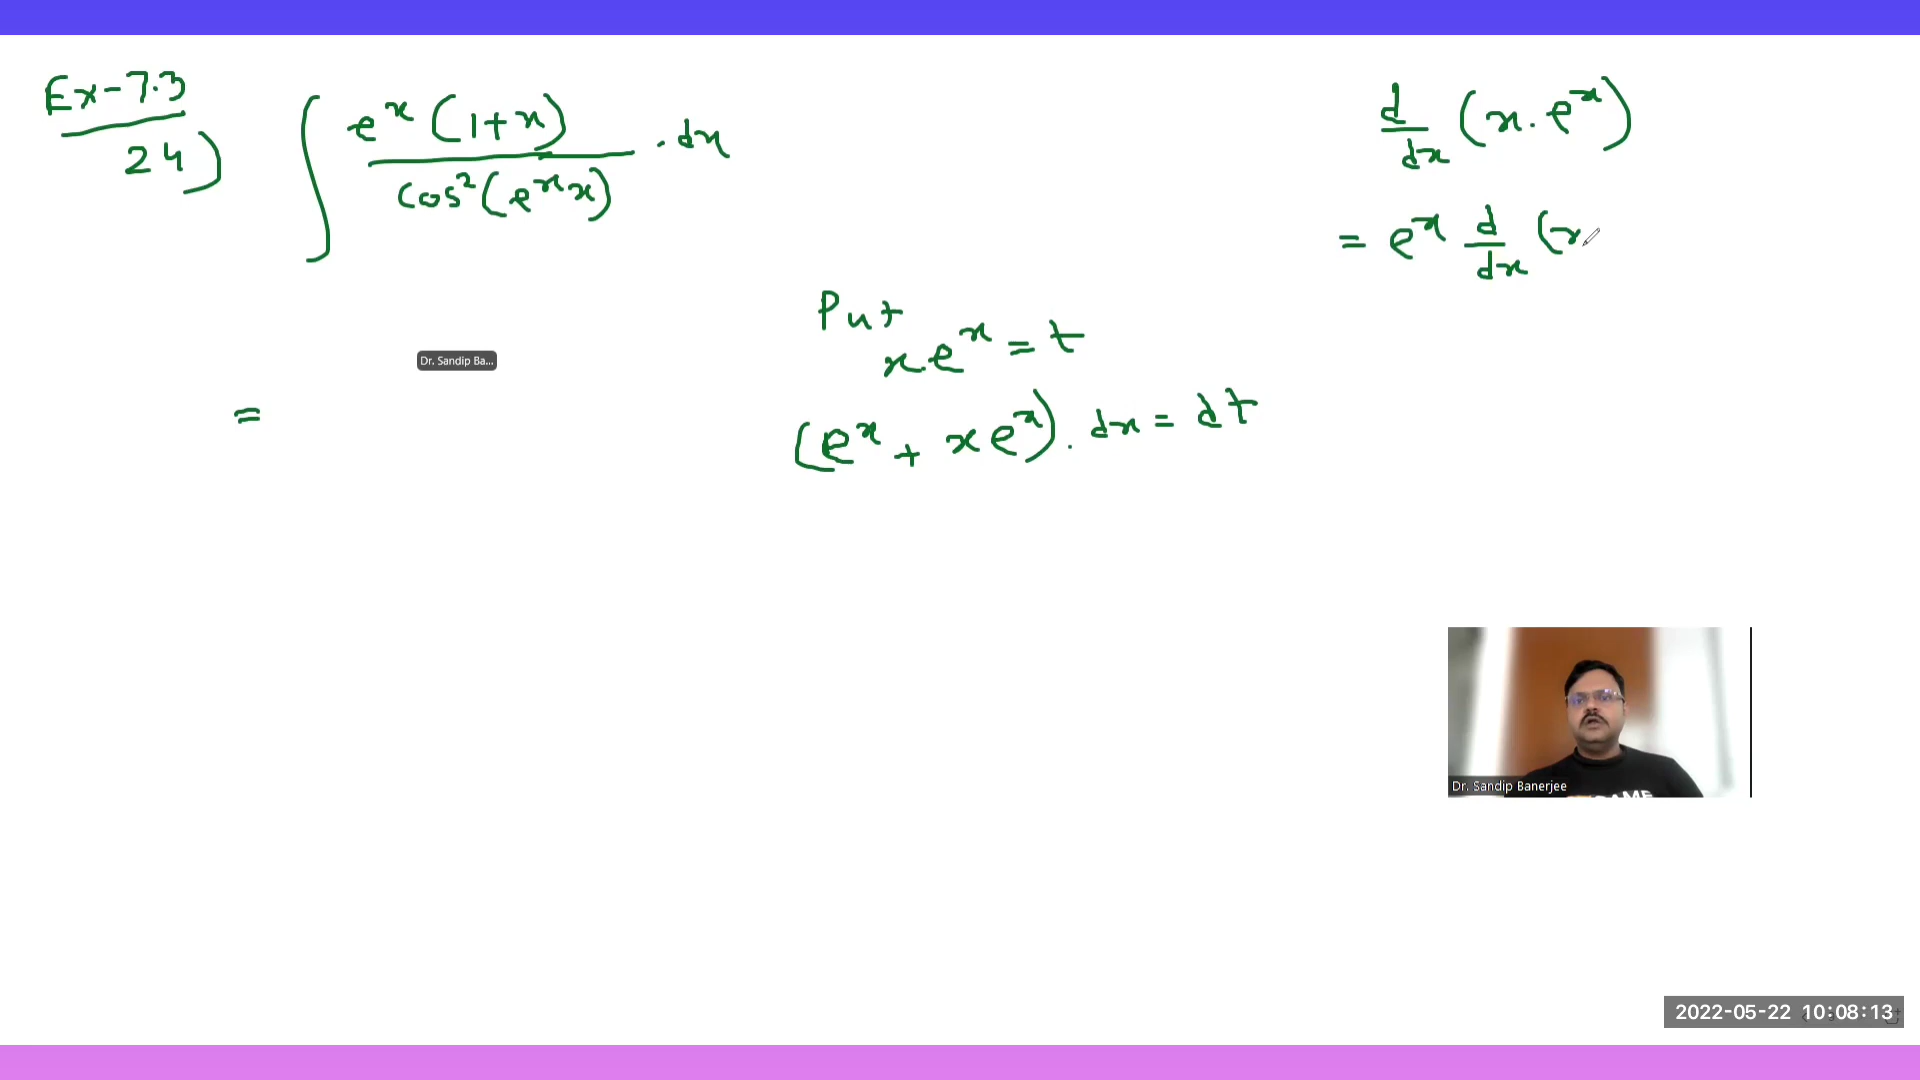 Ex-7.3
24)
∫ e^x (1+x) / cos²(e^x x) . dx
d/dx (x . e^x)
= e^x d/dx (x
Put
x.e^x = t
(e^x + x e^x) . dx = dt
=
Dr. Sandip Ba...
Dr. Sandip Banerjee
2022-05-22 10:08:13